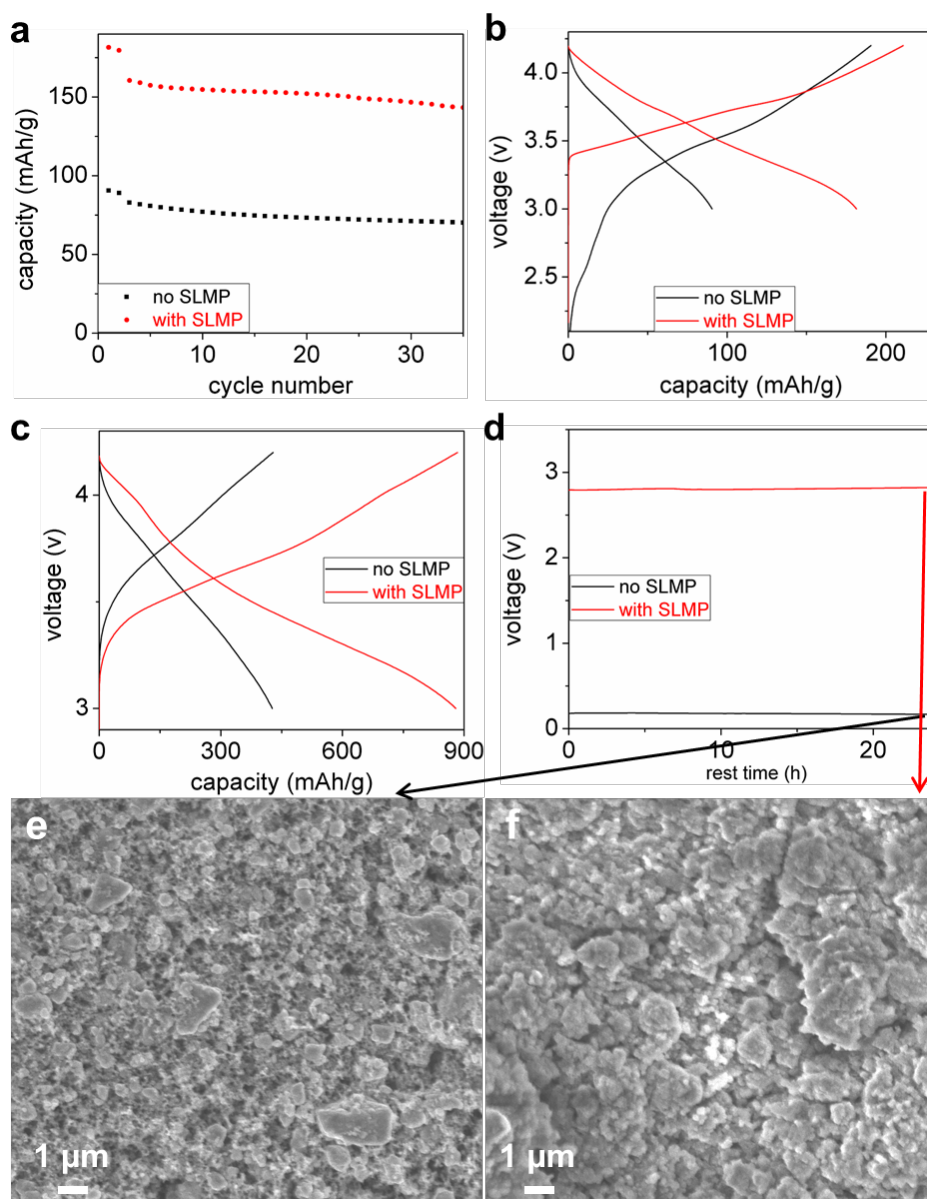 a
capacity (mAh/g)
150
100
50
0
no SLMP
with SLMP
0
10
20
30
cycle number
b
voltage (v)
4.0
3.5
3.0
2.5
no SLMP
with SLMP
0
100
200
capacity (mAh/g)
c
voltage (v)
4
3
no SLMP
with SLMP
0
300
600
900
capacity (mAh/g)
d
voltage (v)
3
2
1
0
no SLMP
with SLMP
0
10
20
rest time (h)
e
1 μm
f
1 μm